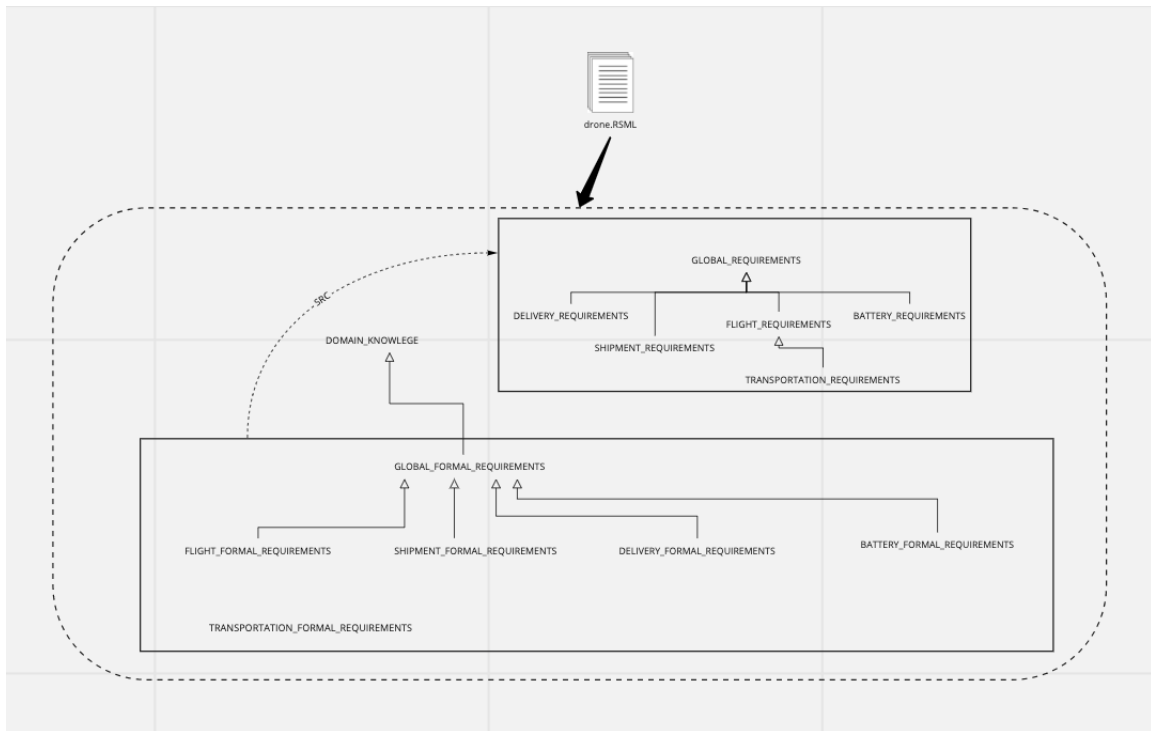 drone.RSML
GLOBAL_REQUIREMENTS
DELIVERY_REQUIREMENTS
FLIGHT_REQUIREMENTS
BATTERY_REQUIREMENTS
SHIPMENT_REQUIREMENTS
TRANSPORTATION_REQUIREMENTS
SRC
DOMAIN_KNOWLEGE
GLOBAL_FORMAL_REQUIREMENTS
FLIGHT_FORMAL_REQUIREMENTS
SHIPMENT_FORMAL_REQUIREMENTS
DELIVERY_FORMAL_REQUIREMENTS
BATTERY_FORMAL_REQUIREMENTS
TRANSPORTATION_FORMAL_REQUIREMENTS